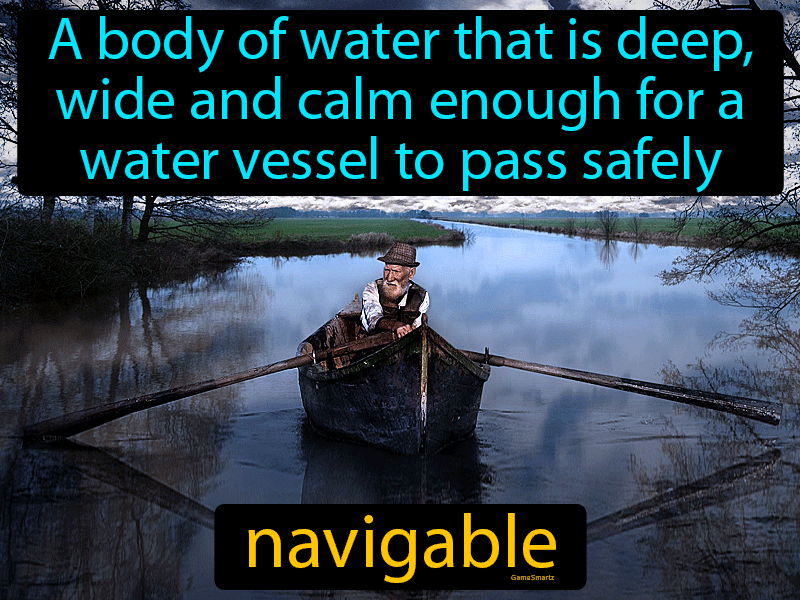 A body of water that is deep,
wide and calm enough for a
water vessel to pass safely
navigable
GameSmartz